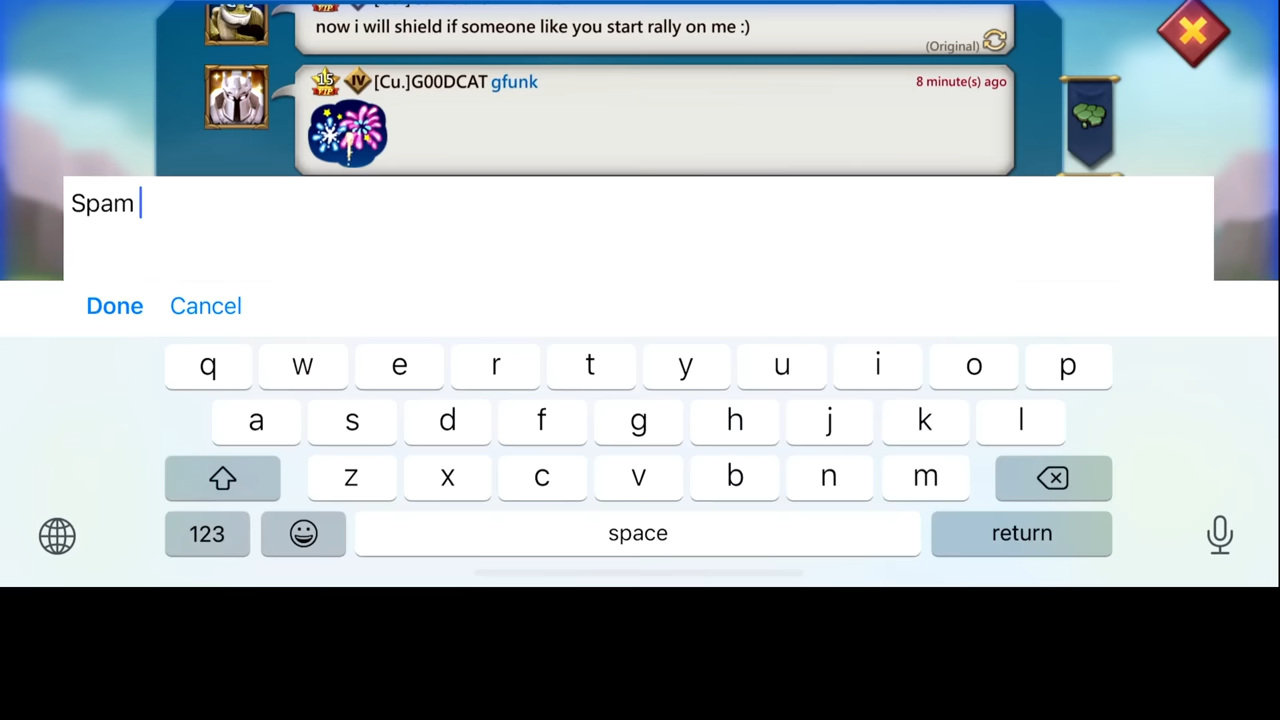 now i will shield if someone like you start rally on me :)
(Original)
15
VIP
IV
[Cu.]G00DCAT gfunk
8 minute(s) ago
Spam
Done Cancel
q w e r t y u i o p
a s d f g h j k l
z x c v b n m
123 space return